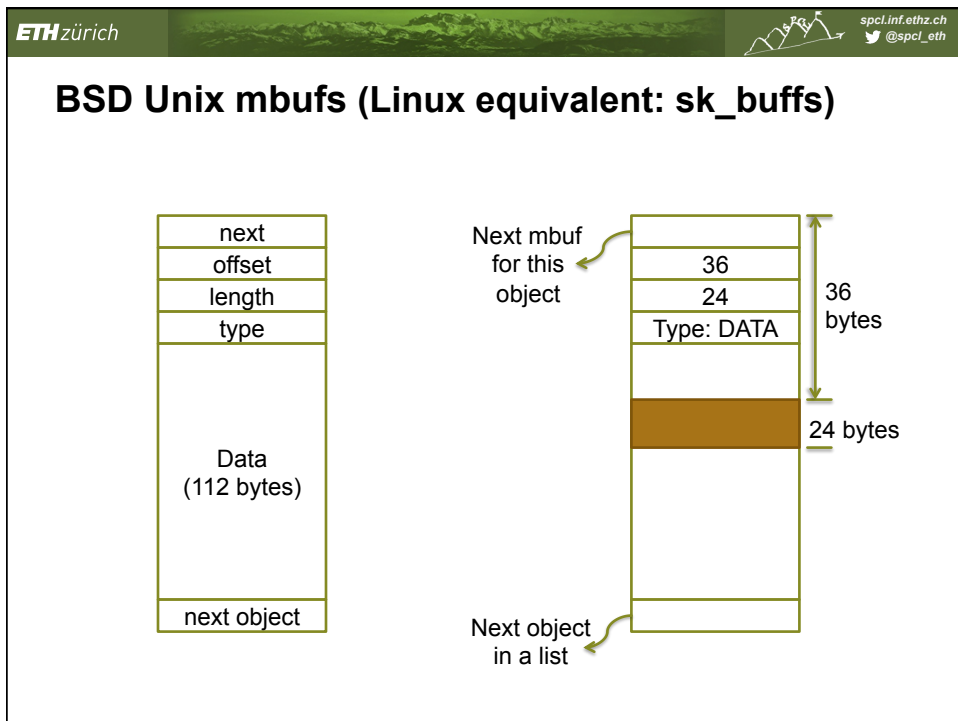 ETH zürich
spcl.inf.ethz.ch
@spcl_eth
BSD Unix mbufs (Linux equivalent: sk_buffs)
next
offset
length
type
Data
(112 bytes)
next object
Next mbuf
for this
object
36
24
Type: DATA
36
bytes
24 bytes
Next object
in a list